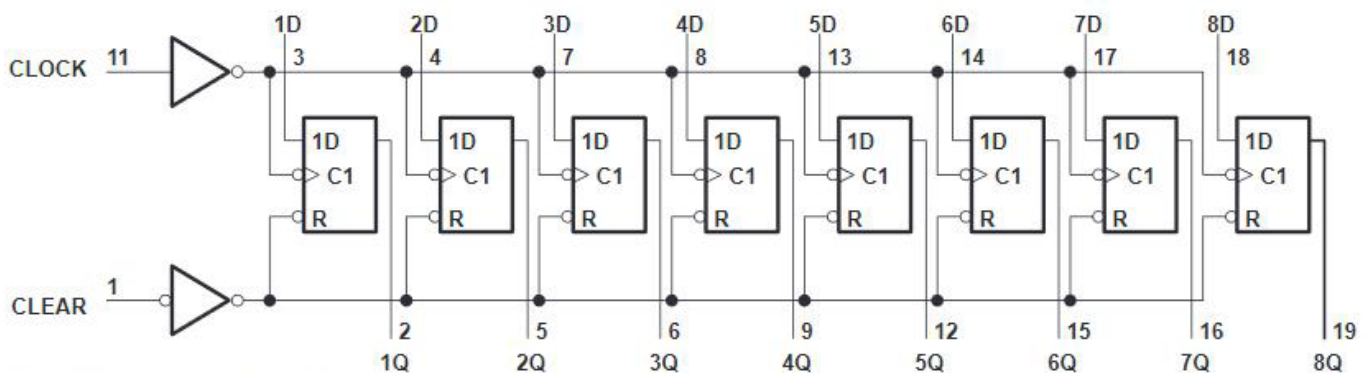 1D 2D 3D 4D 5D 6D 7D 8D
CLOCK 11 3 4 7 8 13 14 17 18
1D 1D 1D 1D 1D 1D 1D 1D
C1 C1 C1 C1 C1 C1 C1 C1
R R R R R R R R
CLEAR 1
2 5 6 9 12 15 16 19
1Q 2Q 3Q 4Q 5Q 6Q 7Q 8Q